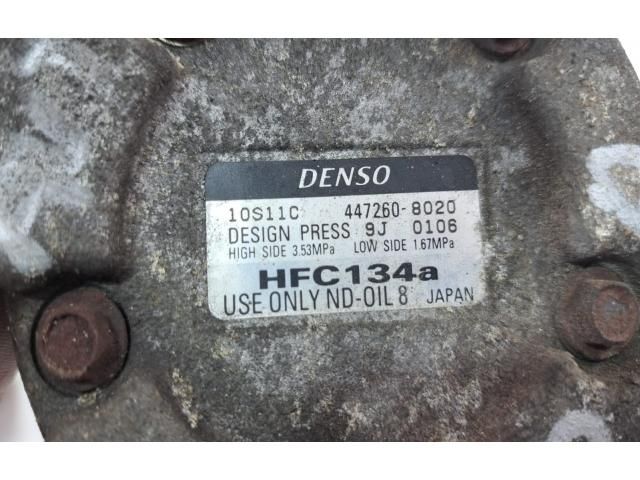 DENSO
10S11C 447260-8020
DESIGN PRESS 9J 0106
HIGH SIDE 3.53MPa LOW SIDE 1.67MPa
HFC134a
USE ONLY ND-OIL 8 JAPAN